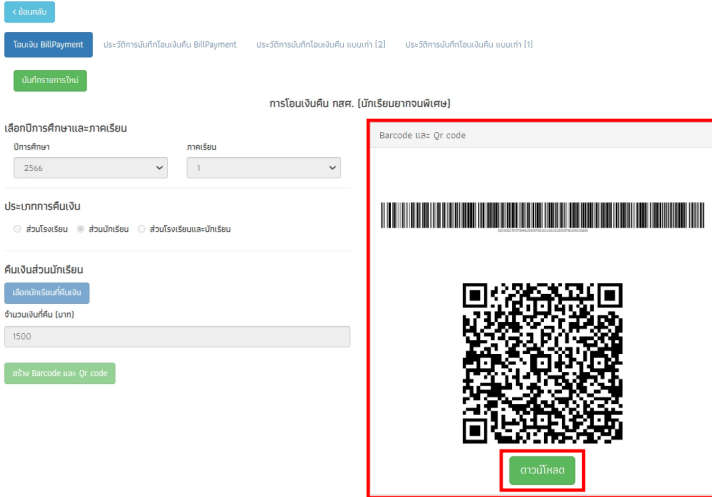 < ย้อนกลับ
โอนเงิน BillPayment ประวัติการบันทึกโอนเงินคืน BillPayment ประวัติการบันทึกโอนเงินคืน แบบเก่า (2) ประวัติการบันทึกโอนเงินคืน แบบเก่า (1)
บันทึกรายการใหม่
การโอนเงินคืน กสศ. (นักเรียนยากจนพิเศษ)
เลือกปีการศึกษาและภาคเรียน
ปีการศึกษา ภาคเรียน
2566 1
ประเภทการคืนเงิน
ส่วนโรงเรียน ส่วนนักเรียน ส่วนโรงเรียนและนักเรียน
คืนเงินส่วนนักเรียน
เลือกนักเรียนที่คืนเงิน
จำนวนเงินที่คืน (บาท)
1500
สร้าง Barcode และ Qr code
Barcode และ Qr code
ดาวน์โหลด